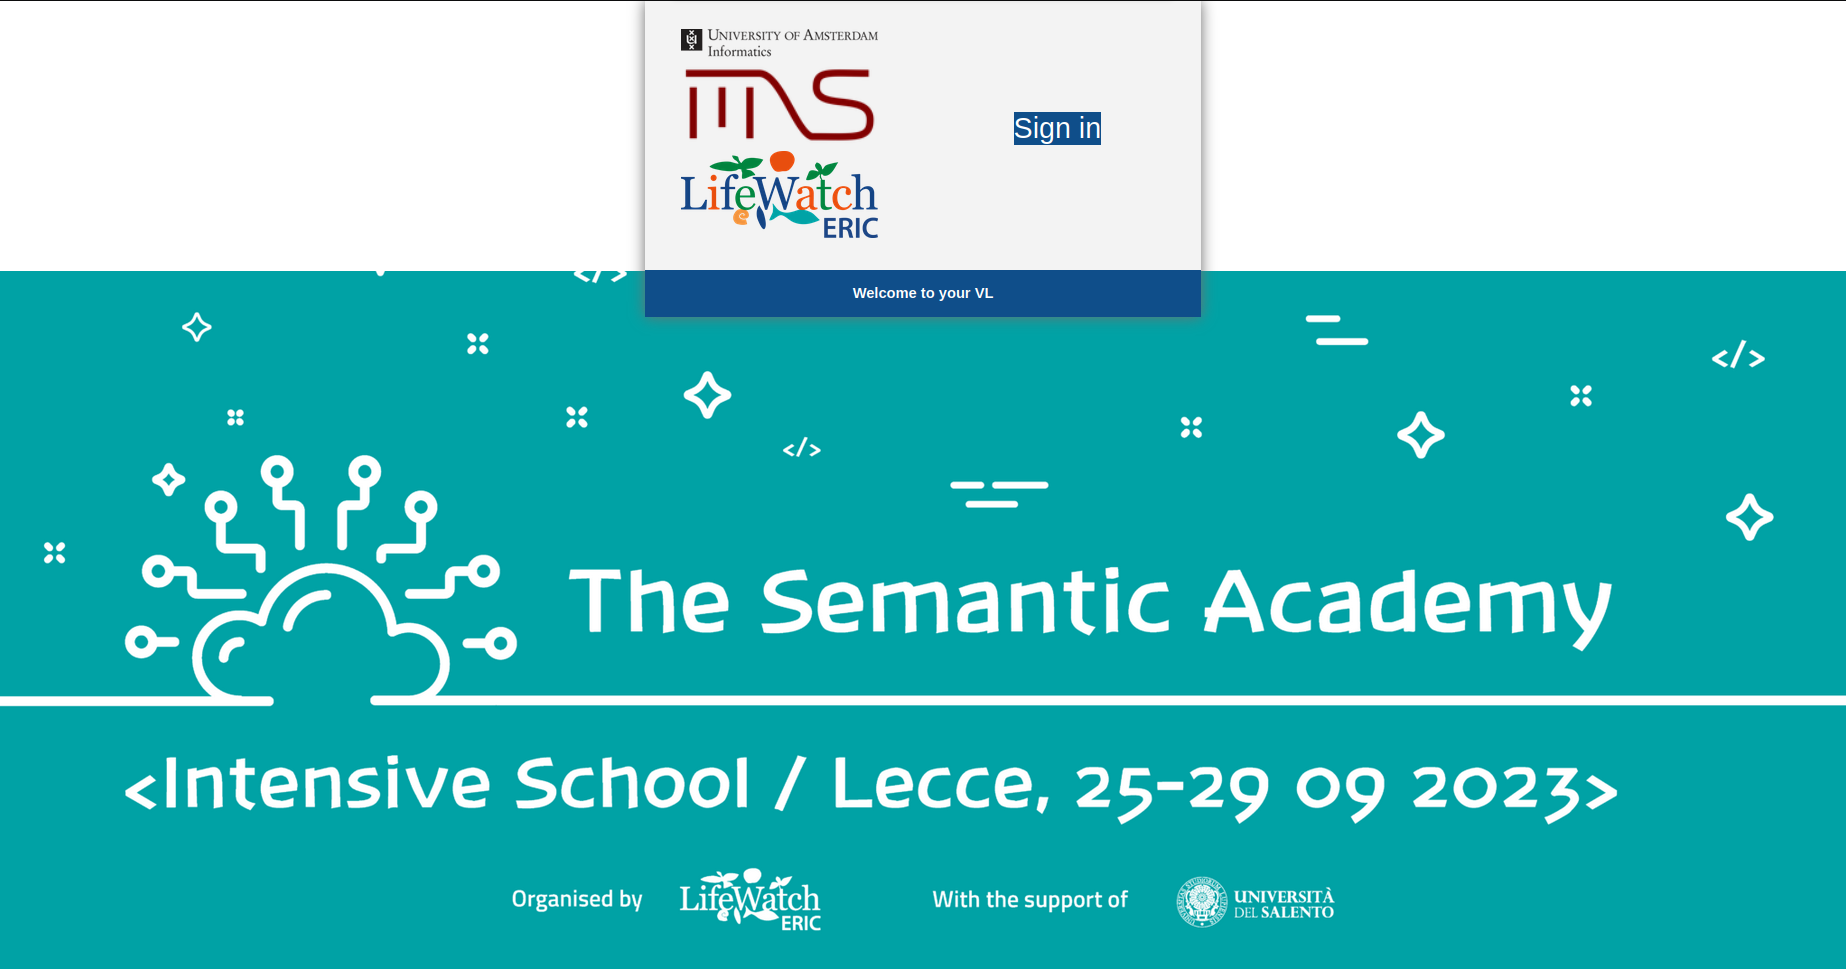 University of Amsterdam
Informatics
Sign in
LifeWatch
ERIC
Welcome to your VL
</>
</>
</>
The Semantic Academy
<Intensive School / Lecce, 25-29 09 2023>
Organised by
LifeWatch
ERIC
With the support of
UNIVERSITÀ
DEL SALENTO